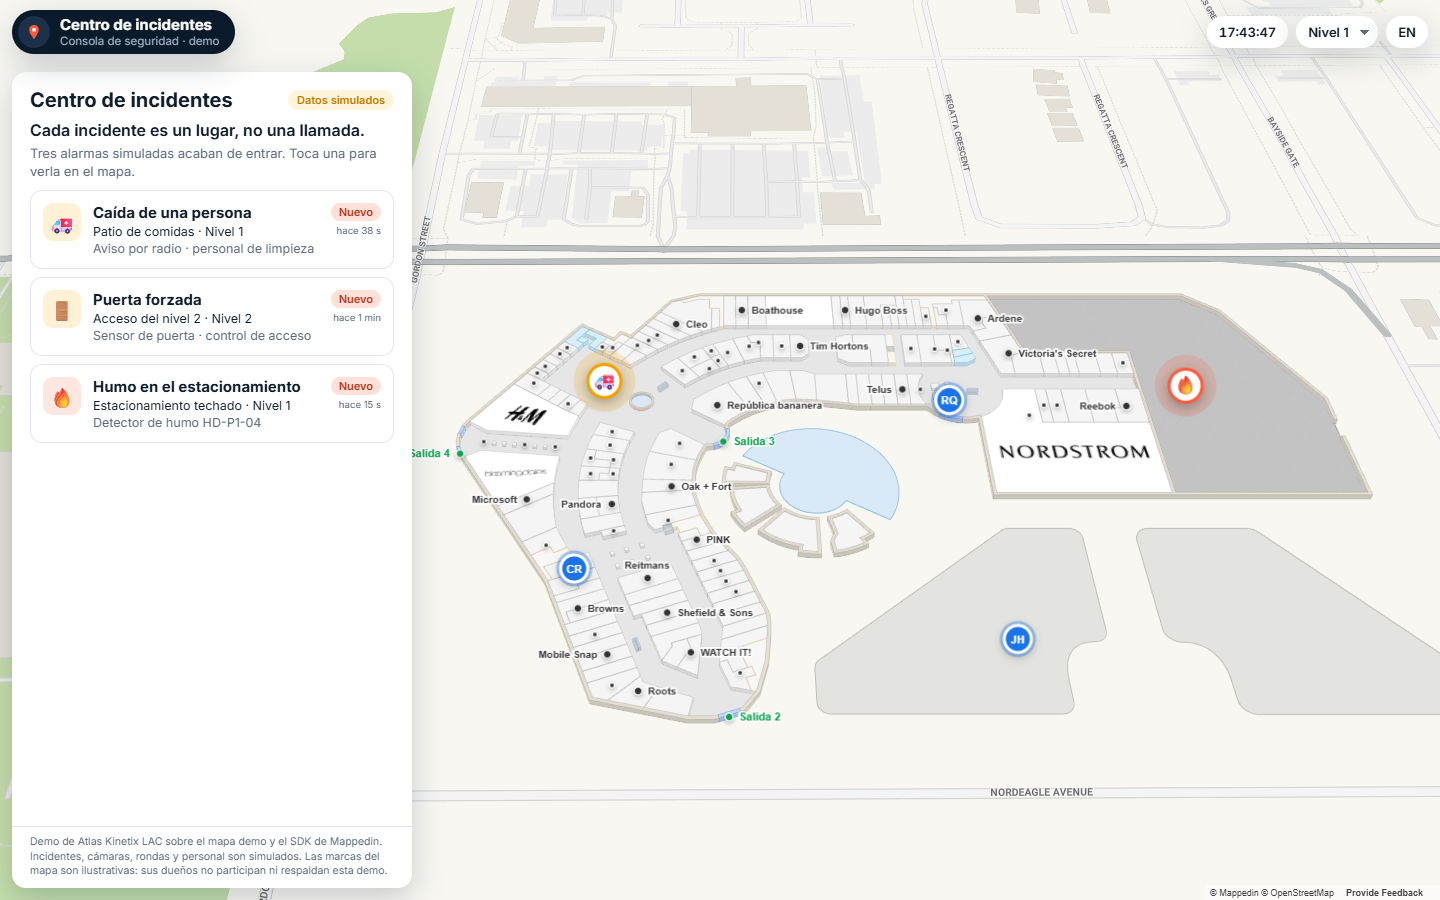 Centro de incidentes
Consola de seguridad · demo
17:43:47
Nivel 1
EN
Centro de incidentes
Datos simulados
Cada incidente es un lugar, no una llamada.
Tres alarmas simuladas acaban de entrar. Toca una para
verla en el mapa.
Caída de una persona
Nuevo
Patio de comidas · Nivel 1
hace 38 s
Aviso por radio · personal de limpieza
Puerta forzada
Nuevo
Acceso del nivel 2 · Nivel 2
hace 1 min
Sensor de puerta · control de acceso
Humo en el estacionamiento
Nuevo
Estacionamiento techado · Nivel 1
hace 15 s
Detector de humo HD-P1-04
Demo de Atlas Kinetix LAC sobre el mapa demo y el SDK de Mappedin.
Incidentes, cámaras, rondas y personal son simulados. Las marcas del
mapa son ilustrativas: sus dueños no participan ni respaldan esta demo.
REGATTA CRESCENT
REGATTA CRESCENT
BAYSIDE GATE
GORDON STREET
Boathouse
Hugo Boss
Cleo
Ardene
Tim Hortons
Victoria's Secret
Telus
RQ
República bananera
Reebok
H&M
Salida 3
Salida 4
NORDSTROM
bloomingdales
Oak + Fort
Microsoft
Pandora
PINK
CR
Reitmans
Browns
Shefield & Sons
JH
Mobile Snap
WATCH IT!
Roots
Salida 2
NORDEAGLE AVENUE
© Mappedin © OpenStreetMap
Provide Feedback